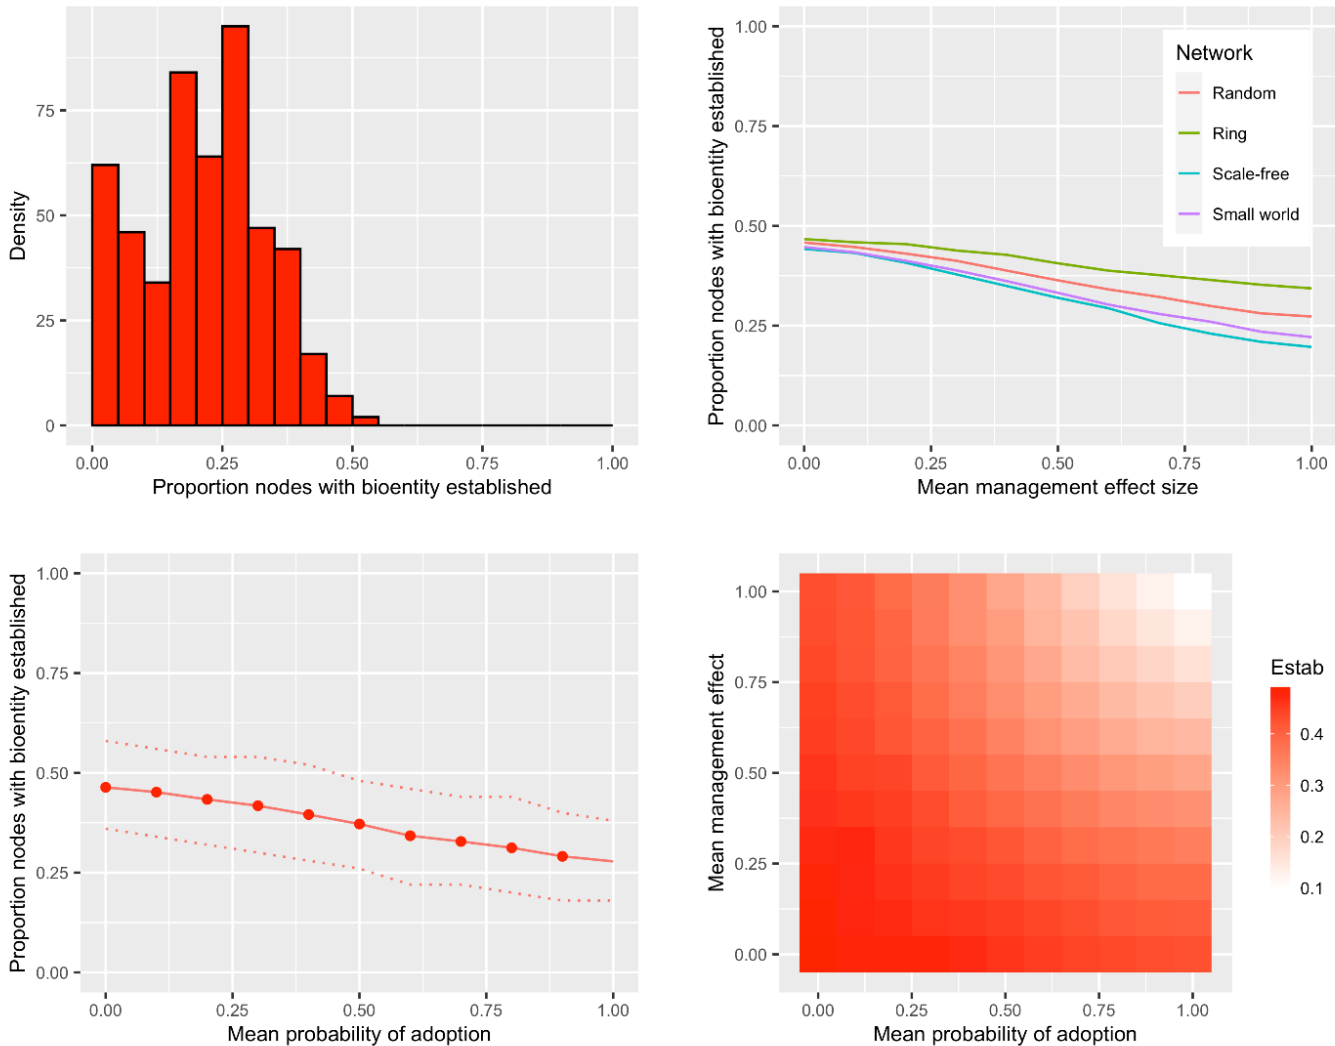 Density
75
50
25
0
0.00 0.25 0.50 0.75 1.00
Proportion nodes with bioentity established
Proportion nodes with bioentity established
1.00
0.75
0.50
0.25
0.00
0.00 0.25 0.50 0.75 1.00
Mean management effect size
Network
Random
Ring
Scale-free
Small world
Proportion nodes with bioentity established
1.00
0.75
0.50
0.25
0.00
0.00 0.25 0.50 0.75 1.00
Mean probability of adoption
Mean management effect
1.00
0.75
0.50
0.25
0.00
0.00 0.25 0.50 0.75 1.00
Mean probability of adoption
Estab
0.4
0.3
0.2
0.1